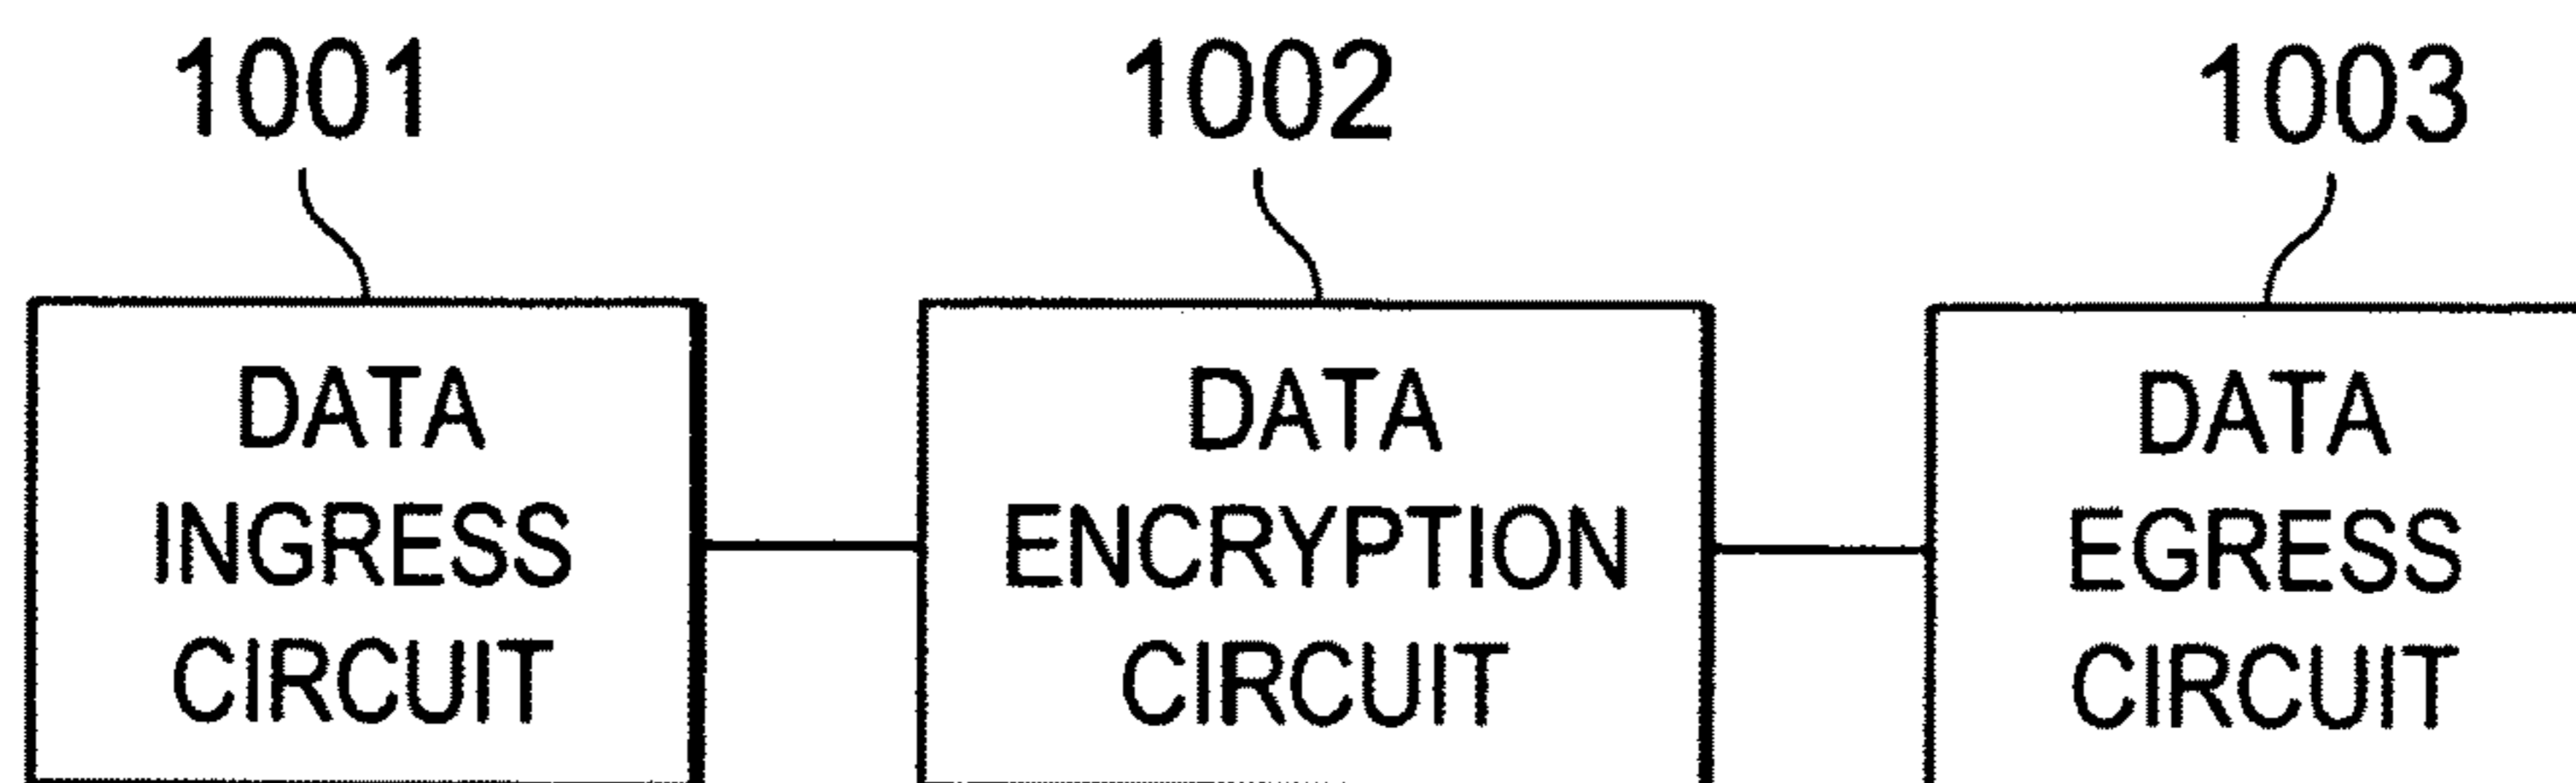 1001
1002
1003
DATA
INGRESS
CIRCUIT
DATA
ENCRYPTION
CIRCUIT
DATA
EGRESS
CIRCUIT